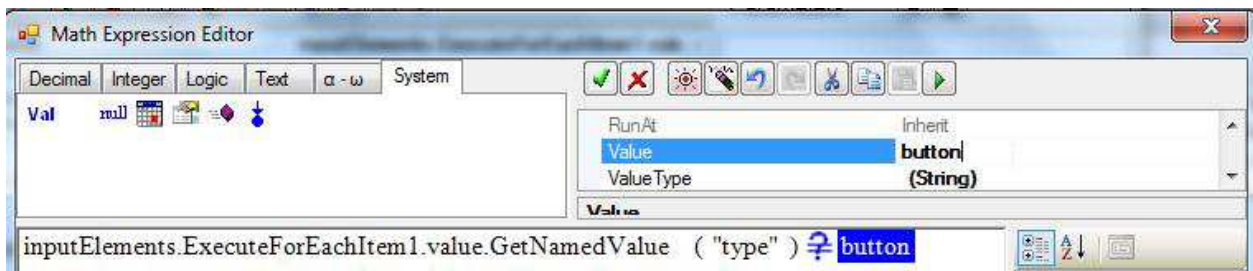 Math Expression Editor
Decimal Integer Logic Text α - ω System
Val null
RunAt Inherit
Value button
ValueType (String)
Value
inputElements.ExecuteForEachItem1.value.GetNamedValue ( "type" ) ? button